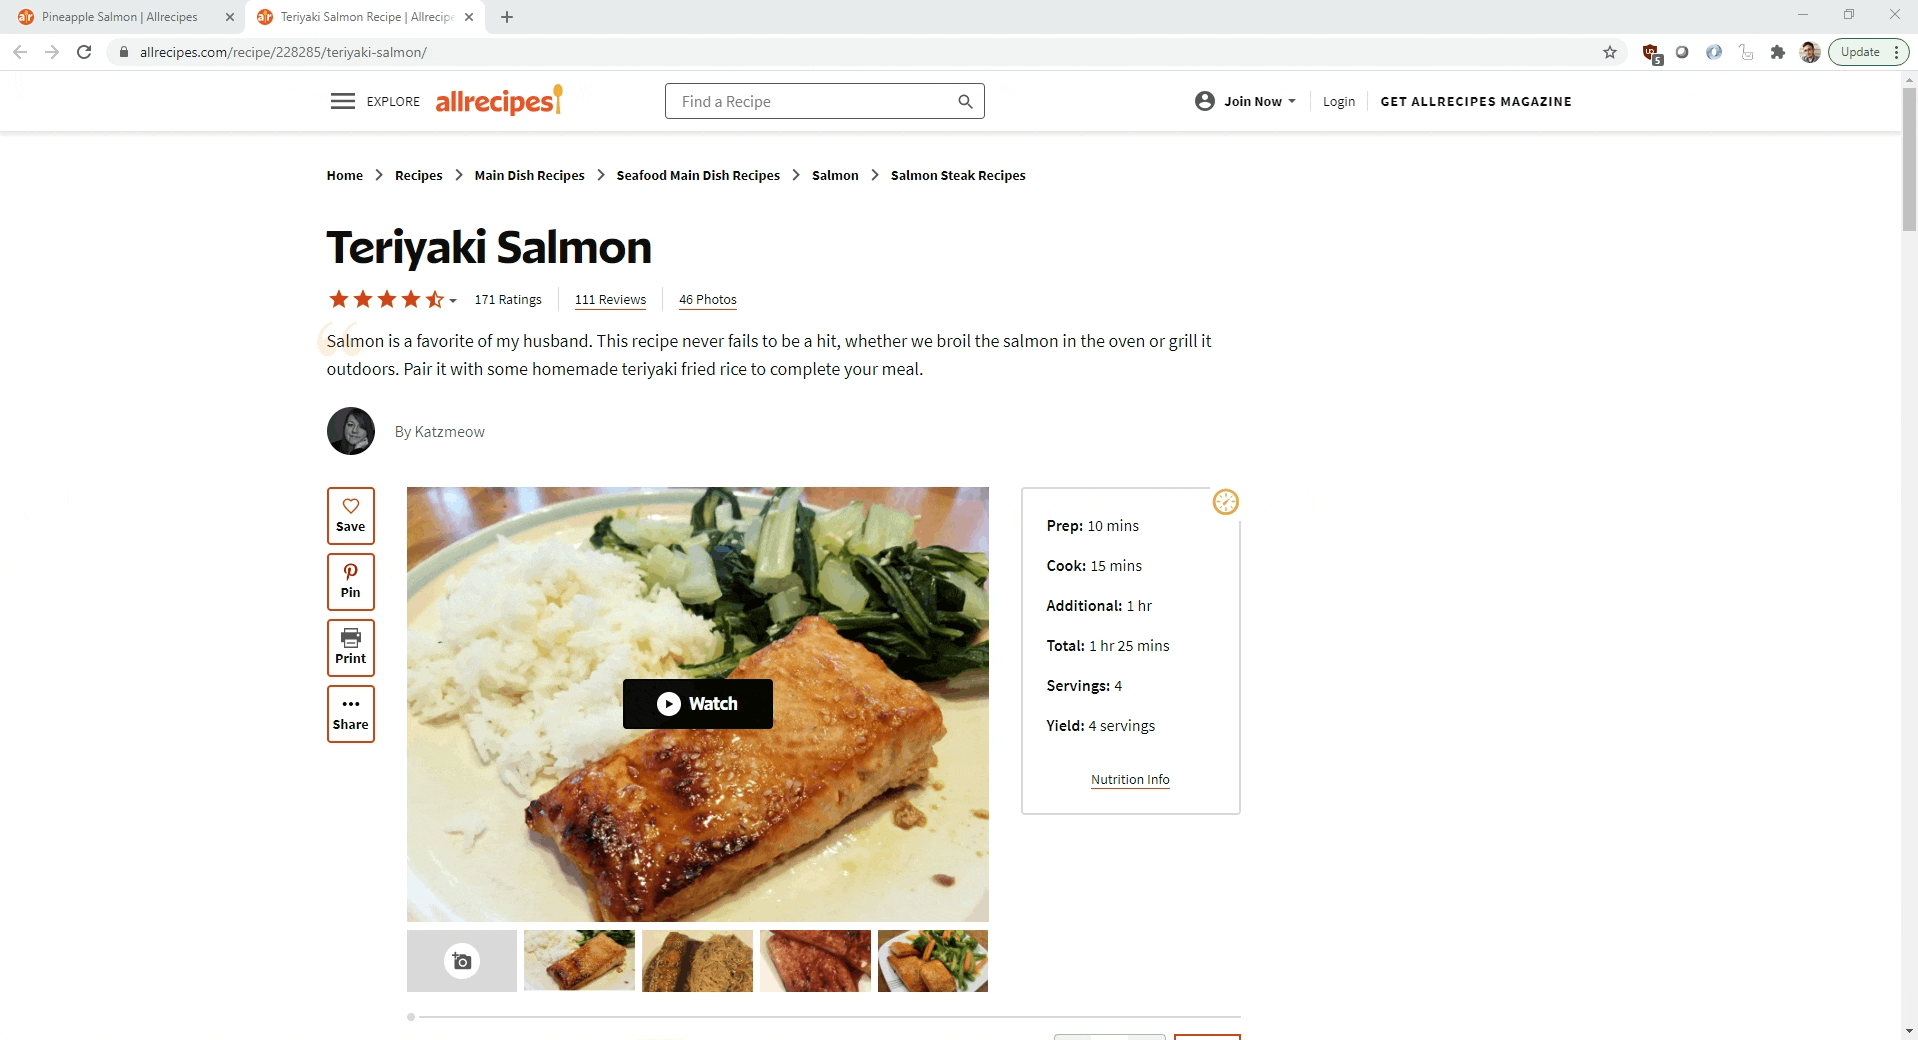 Pineapple Salmon | Allrecipes
Teriyaki Salmon Recipe | Allrecipe
allrecipes.com/recipe/228285/teriyaki-salmon/
5
Update
EXPLORE
allrecipes
Find a Recipe
Join Now
Login
GET ALLRECIPES MAGAZINE
Home > Recipes > Main Dish Recipes > Seafood Main Dish Recipes > Salmon > Salmon Steak Recipes
Teriyaki Salmon
171 Ratings
111 Reviews
46 Photos
Salmon is a favorite of my husband. This recipe never fails to be a hit, whether we broil the salmon in the oven or grill it
outdoors. Pair it with some homemade teriyaki fried rice to complete your meal.
By Katzmeow
Save
Pin
Print
Share
Watch
Prep: 10 mins
Cook: 15 mins
Additional: 1 hr
Total: 1 hr 25 mins
Servings: 4
Yield: 4 servings
Nutrition Info